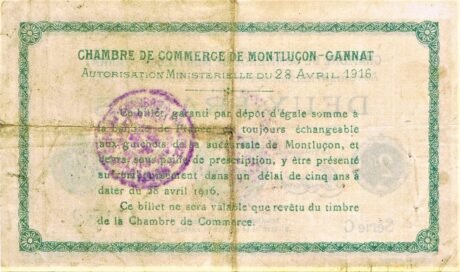 CHAMBRE DE COMMERCE DE MONTLUÇON-GANNAT
AUTORISATION MINISTÉRIELLE DU 28 AVRIL 1916
Ce billet, garanti par dépôt d'égale somme à
la banque de France, est toujours échangeable
aux guichets de la succursale de Montluçon, et
devra, sous peine de prescription, y être présenté
au remboursement dans un délai de cinq ans à
dater du 28 avril 1916.
Ce billet ne sera valable que revêtu du timbre
de la Chambre de Commerce.